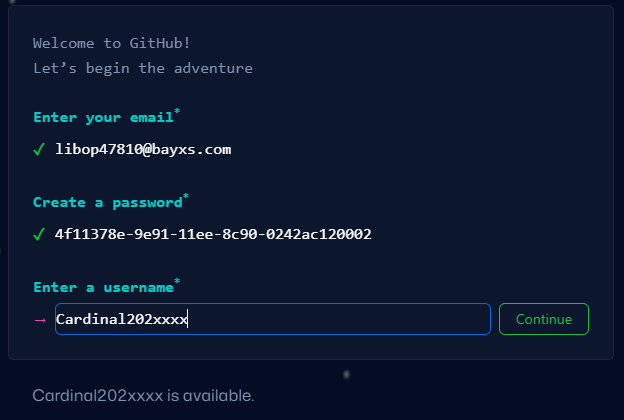 Welcome to GitHub!
Let’s begin the adventure
Enter your email*
✓ libop47810@bayxs.com
Create a password*
✓ 4f11378e-9e91-11ee-8c90-0242ac120002
Enter a username*
→ Cardinal202xxxx Continue
Cardinal202xxxx is available.